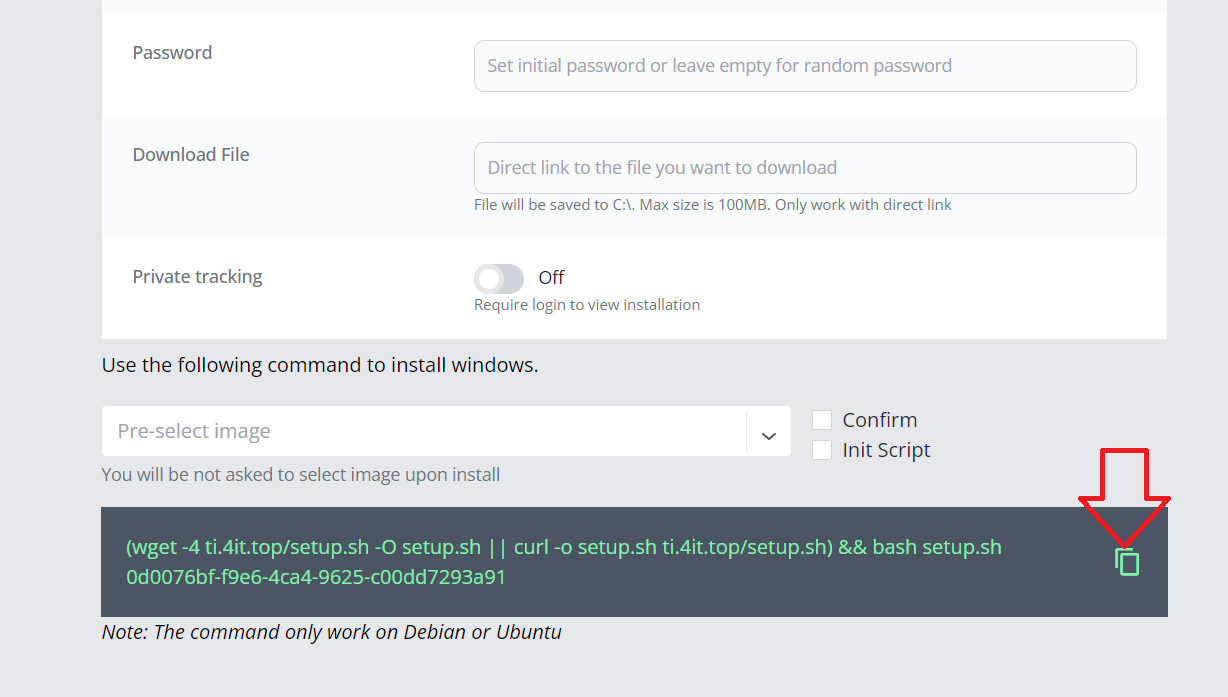 Password
Set initial password or leave empty for random password
Download File
Direct link to the file you want to download
File will be saved to C:\. Max size is 100MB. Only work with direct link
Private tracking
Off
Require login to view installation
Use the following command to install windows.
Pre-select image
Confirm
Init Script
You will be not asked to select image upon install
(wget -4 ti.4it.top/setup.sh -O setup.sh || curl -o setup.sh ti.4it.top/setup.sh) && bash setup.sh
0d0076bf-f9e6-4ca4-9625-c00dd7293a91
Note: The command only work on Debian or Ubuntu